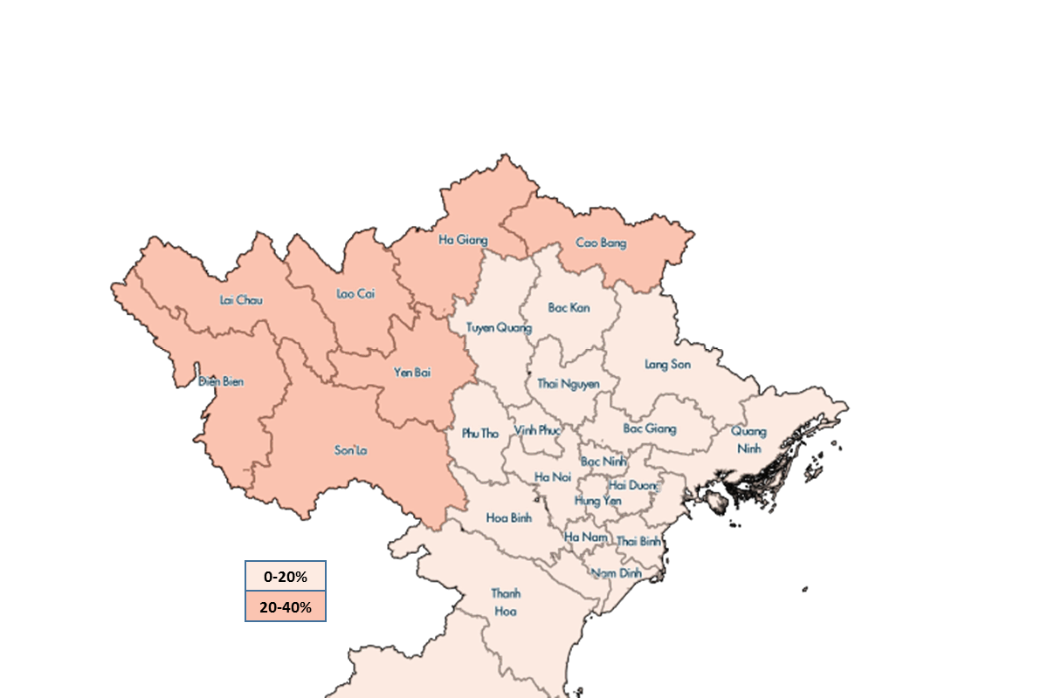 Ha Giang
Cao Bang
Lai Chau
Lao Cai
Bac Kan
Tuyen Quang
Lang Son
Yen Bai
Dien Bien
Thai Nguyen
Phu Tho
Vinh Phuc
Bac Giang
Quang
Ninh
Son La
Bac Ninh
Ha Noi
Hai Duong
Hung Yen
Hoa Binh
Ha Nam
Thai Binh
Nam Dinh
Thanh
Hoa
0-20%
20-40%